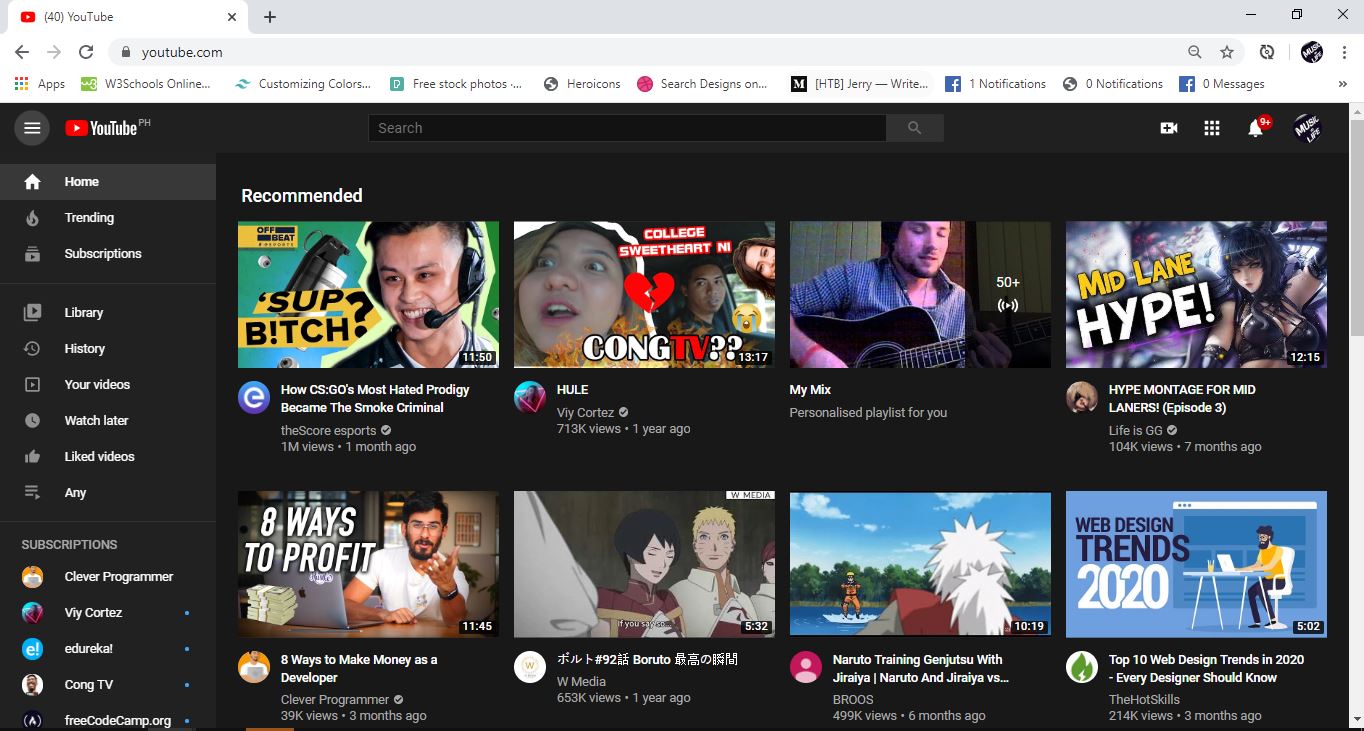 (40) YouTube
youtube.com
Apps W3Schools Online... Customizing Colors... Free stock photos ·... Heroicons Search Designs on... [HTB] Jerry — Write... 1 Notifications 0 Notifications 0 Messages »
YouTube PH
Search
9+
MUSIC IS LIFE
Home
Trending
Subscriptions
Library
History
Your videos
Watch later
Liked videos
Any
SUBSCRIPTIONS
Clever Programmer
Viy Cortez
edureka!
Cong TV
freeCodeCamp.org
Recommended
OFF BEAT
ESPORTS
'SUP B!TCH?
11:50
How CS:GO's Most Hated Prodigy
Became The Smoke Criminal
theScore esports
1M views • 1 month ago
COLLEGE
SWEETHEART NI
CONGTV??
13:17
HULE
Viy Cortez
713K views • 1 year ago
50+
My Mix
Personalised playlist for you
MID LANE
HYPE!
12:15
HYPE MONTAGE FOR MID
LANERS! (Episode 3)
Life is GG
104K views • 7 months ago
8 WAYS
TO PROFIT
11:45
8 Ways to Make Money as a
Developer
Clever Programmer
39K views • 3 months ago
W MEDIA
If you say so...
5:32
ボルト#92話 Boruto 最高の瞬間
W Media
653K views • 1 year ago
10:19
Naruto Training Genjutsu With
Jiraiya | Naruto And Jiraiya vs...
BROOS
499K views • 6 months ago
WEB DESIGN
TRENDS
2020
5:02
Top 10 Web Design Trends in 2020
- Every Designer Should Know
TheHotSkills
214K views • 3 months ago